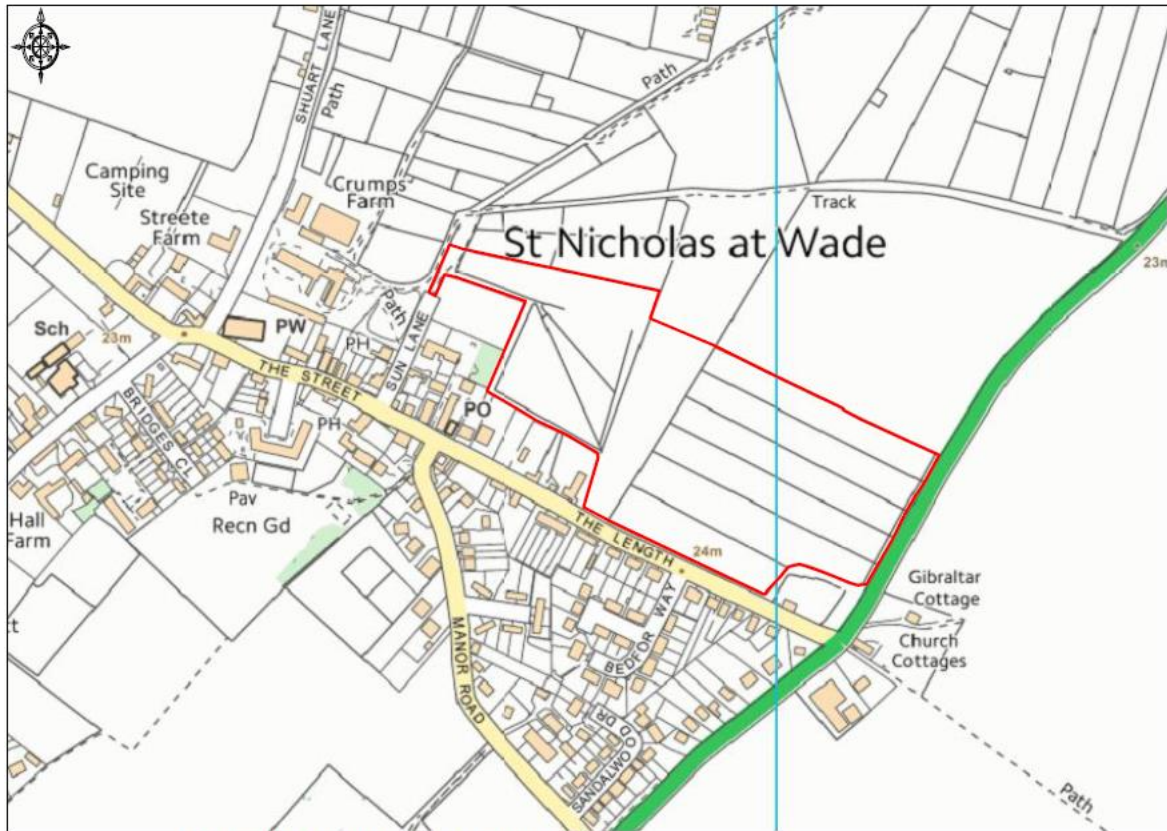 SHUART LANE
Path
Path
Camping
Site
Crumps
Farm
Streete
Farm
Track
St Nicholas at Wade
23m
Sch
23m
PW
Path
PH
SUN LANE
THE STREET
PO
BRIDGES CL
PH
Pav
Recn Gd
Hall
Farm
THE LENGTH
24m
Gibraltar
Cottage
BEDFOR WAY
Church
Cottages
MANOR ROAD
SANDALWOOD DR
Path